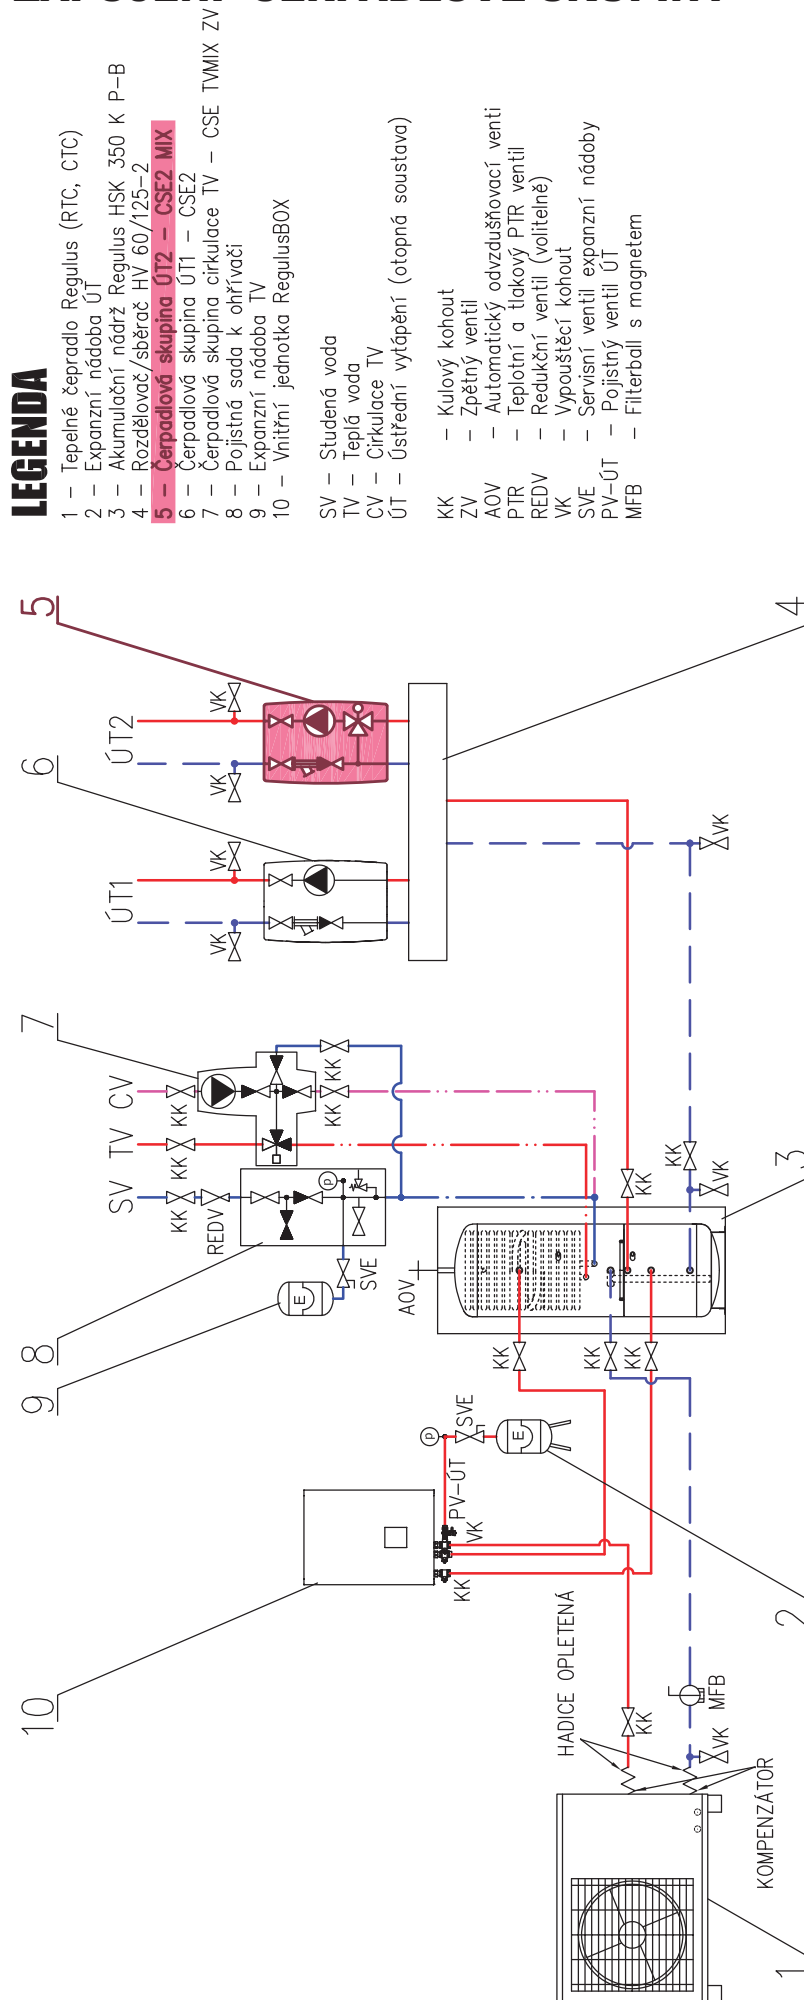 LEGENDA
1 – Tepelné čepradlo Regulus (RTC, CTC)
2 – Expanzní nádoba ÚT
3 – Akumulační nádrž Regulus HSK 350 K P–B
4 – Rozdělovač/sběrač HV 60/125–2
5 – Čerpadlová skupina ÚT2 – CSE2 MIX
6 – Čerpadlová skupina ÚT1 – CSE2
7 – Čerpadlová skupina cirkulace TV – CSE TVMIX ZV
8 – Pojistná sada k ohřívači
9 – Expanzní nádoba TV
10 – Vnitřní jednotka RegulusBOX
SV – Studená voda
TV – Teplá voda
CV – Cirkulace TV
ÚT – Ústřední vytápění (otopná soustava)
KK – Kulový kohout
ZV – Zpětný ventil
AOV – Automatický odvzdušňovací venti
PTR – Teplotní a tlakový PTR ventil
REDV – Redukční ventil (volitelně)
VK – Vypouštěcí kohout
SVE – Servisní ventil expanzní nádoby
PV–ÚT – Pojistný ventil ÚT
MFB – Filterball s magnetem
10
9
8
7
6
5
SV
TV
CV
ÚT1
ÚT2
KK
KK
KK
VK
VK
VK
VK
REDV
KK
KK
KK
p
E
SVE
AOV
p
SVE
E
PV–ÚT
VK
KK
KK
KK
KK
KK
KK
VK
VK
HADICE OPLETENÁ
KK
MFB
VK
KOMPENZÁTOR
1
2
3
4